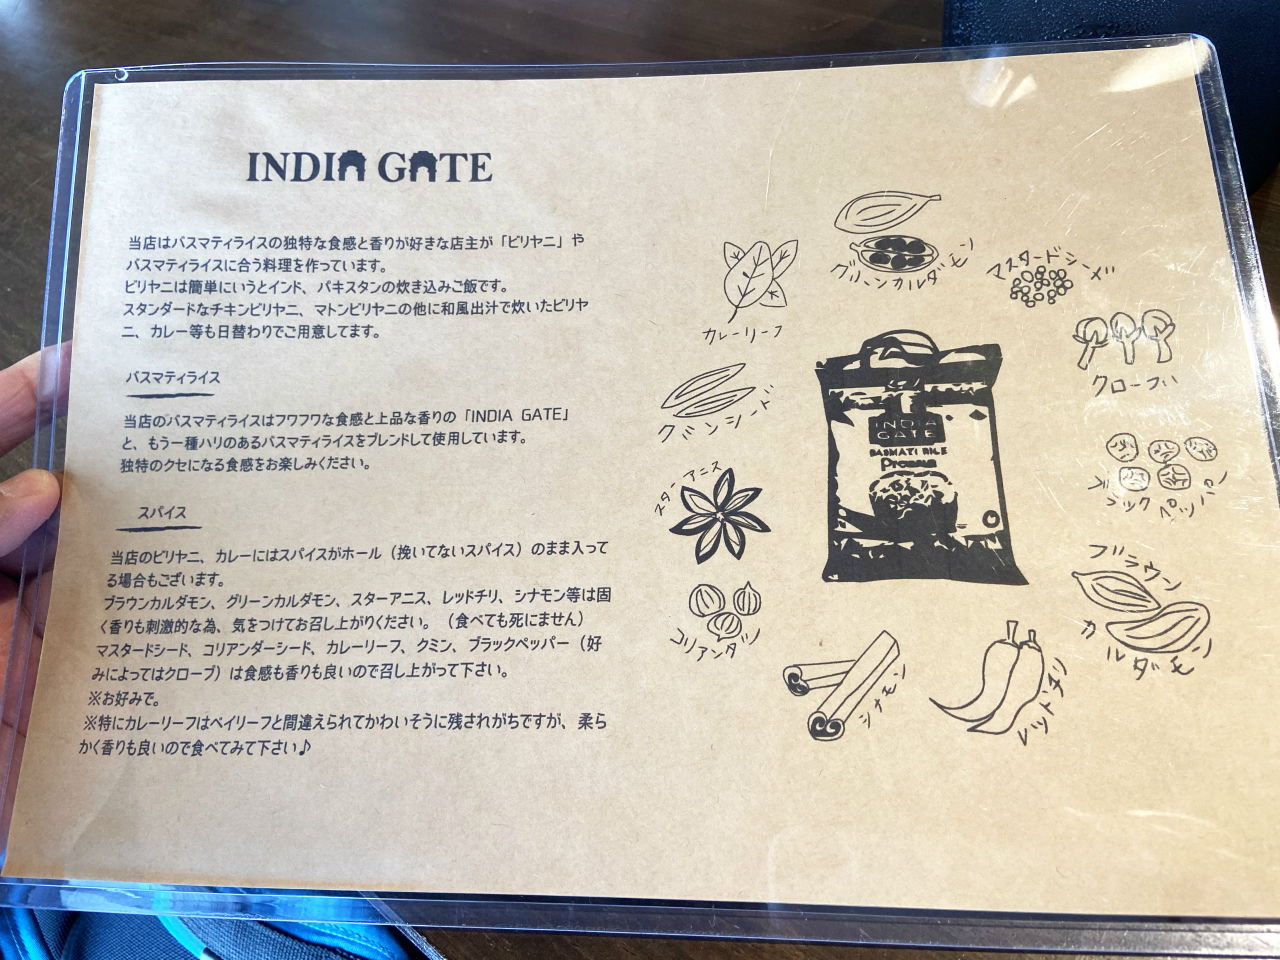 INDIA GATE
当店はバスマティライスの独特な食感と香りが好きな店主が「ビリヤニ」や
バスマティライスに合う料理を作っています。
ビリヤニは簡単にいうとインド、パキスタンの炊き込みご飯です。
スタンダードなチキンビリヤニ、マトンビリヤニの他に和風出汁で炊いたビリヤ
ニ、カレー等も日替わりでご用意してます。
バスマティライス
当店のバスマティライスはフワフワな食感と上品な香りの「INDIA GATE」
と、もう一種ハリのあるバスマティライスをブレンドして使用しています。
独特のクセになる食感をお楽しみください。
スパイス
当店のビリヤニ、カレーにはスパイスがホール（挽いてないスパイス）のまま入って
る場合もございます。
ブラウンカルダモン、グリーンカルダモン、スターアニス、レッドチリ、シナモン等は固
く香りも刺激的な為、気をつけてお召し上がりください。（食べても死にません）
マスタードシード、コリアンダーシード、カレーリーフ、クミン、ブラックペッパー（好
みによってはクローブ）は食感も香りも良いので召し上がって下さい。
※お好みで。
※特にカレーリーフはベイリーフと間違えられてかわいそうに残されがちですが、柔ら
かく香りも良いので食べてみて下さい♪
グリーンカルダモン
マスタードシード
カレーリーフ
クローブ
クミンシード
INDIA
GATE
BASMATI RICE
ブラックペッパー
スターアニス
ブラウン
カルダモン
コリアンダー
シナモン
レッドチリ